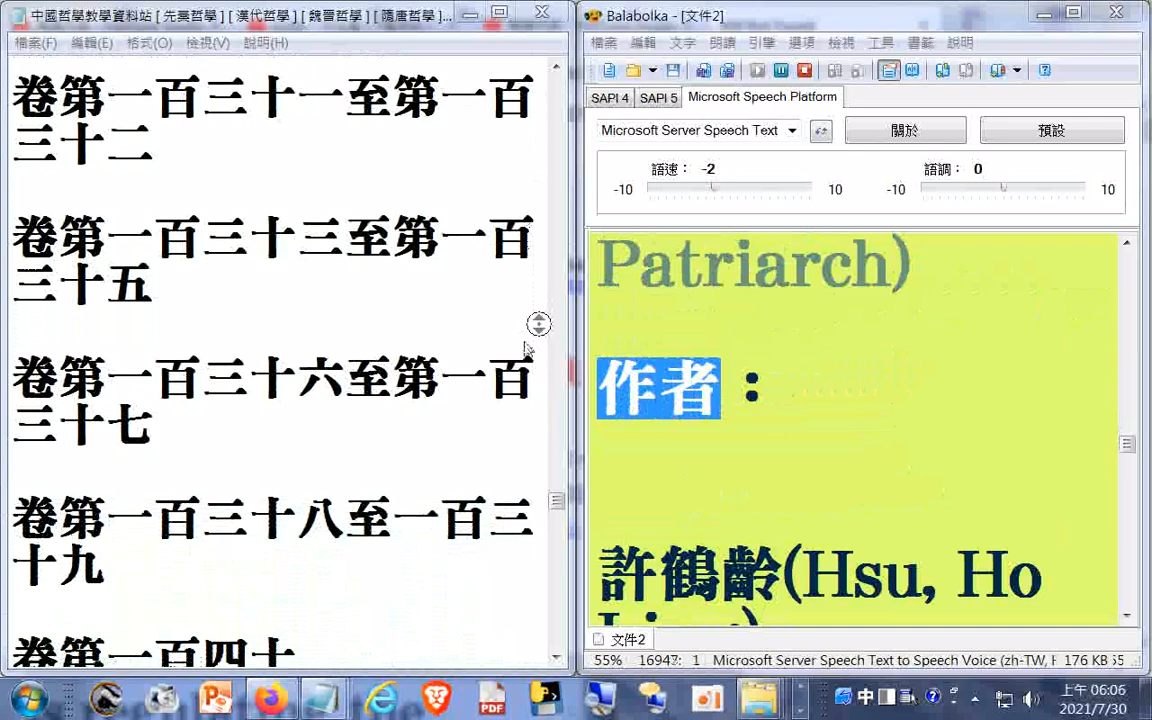 中國哲學教學資料站 [ 先秦哲學 ] [ 漢代哲學 ] [ 魏晉哲學 ] [ 隋唐哲學 ]...
檔案(F) 編輯(E) 格式(O) 檢視(V) 說明(H)
卷第一百三十一至第一百
三十二
卷第一百三十三至第一百
三十五
卷第一百三十六至第一百
三十七
卷第一百三十八至一百三
十九
卷第一百四十
Balabolka - [文件2]
檔案 編輯 文字 朗讀 引擎 選項 檢視 工具 書籤 說明
SAPI 4 SAPI 5 Microsoft Speech Platform
Microsoft Server Speech Text 關於 預設
語速： -2 語調： 0
-10 10 -10 10
Patriarch)
作者：
許鶴齡(Hsu, Ho
文件2
55% 16947: 1 Microsoft Server Speech Text to Speech Voice (zh-TW, H 176 KB 55
中 上午 06:06
2021/7/30